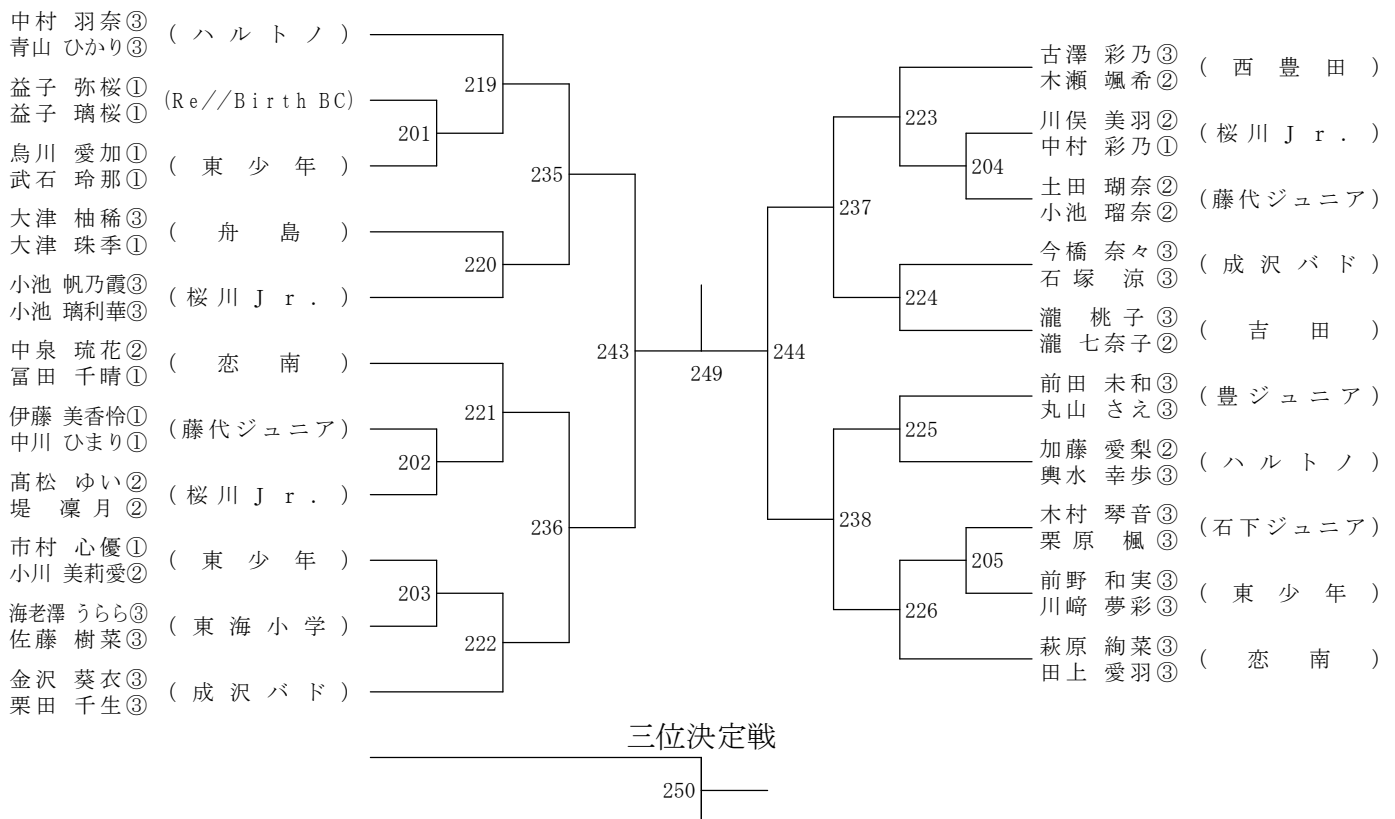 中村 羽奈③
青山 ひかり③
(ハルトノ)
益子 弥桜①
益子 璃桜①
(Re//Birth BC)
烏川 愛加①
武石 玲那①
(東少年)
大津 柚稀③
大津 珠季①
(舟島)
小池 帆乃霞③
小池 璃利華③
(桜川Jr.)
中泉 琉花②
冨田 千晴①
(恋南)
伊藤 美香怜①
中川 ひまり①
(藤代ジュニア)
髙松 ゆい②
堤 凜月②
(桜川Jr.)
市村 心優①
小川 美莉愛②
(東少年)
海老澤 うらら③
佐藤 樹菜③
(東海小学)
金沢 葵衣③
栗田 千生③
(成沢バド)
219
201
235
220
243
221
202
236
203
222
249
古澤 彩乃③
木瀬 颯希②
(西豊田)
川俣 美羽②
中村 彩乃①
(桜川Jr.)
土田 瑚奈②
小池 瑠奈②
(藤代ジュニア)
今橋 奈々③
石塚 涼③
(成沢バド)
瀧 桃子③
瀧 七奈子②
(吉田)
前田 未和③
丸山 さえ③
(豊ジュニア)
加藤 愛梨②
輿水 幸歩③
(ハルトノ)
木村 琴音③
栗原 楓③
(石下ジュニア)
前野 和実③
川﨑 夢彩③
(東少年)
萩原 絢菜③
田上 愛羽③
(恋南)
223
204
237
224
244
225
238
205
226
三位決定戦
250